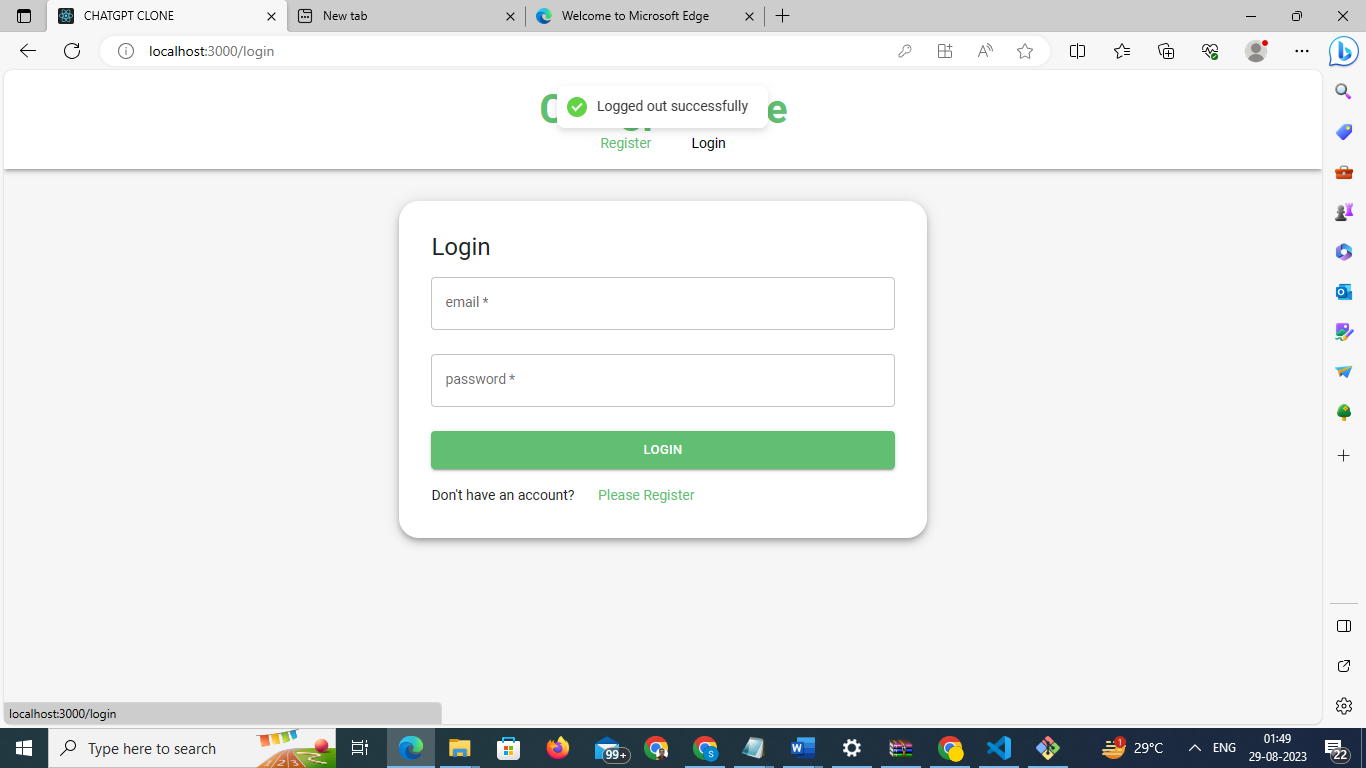 CHATGPT CLONE
New tab
Welcome to Microsoft Edge
localhost:3000/login
Logged out successfully
Register Login
Login
email *
password *
LOGIN
Don't have an account? Please Register
localhost:3000/login
Type here to search
99+
1
29°C
ENG
01:49
29-08-2023
22